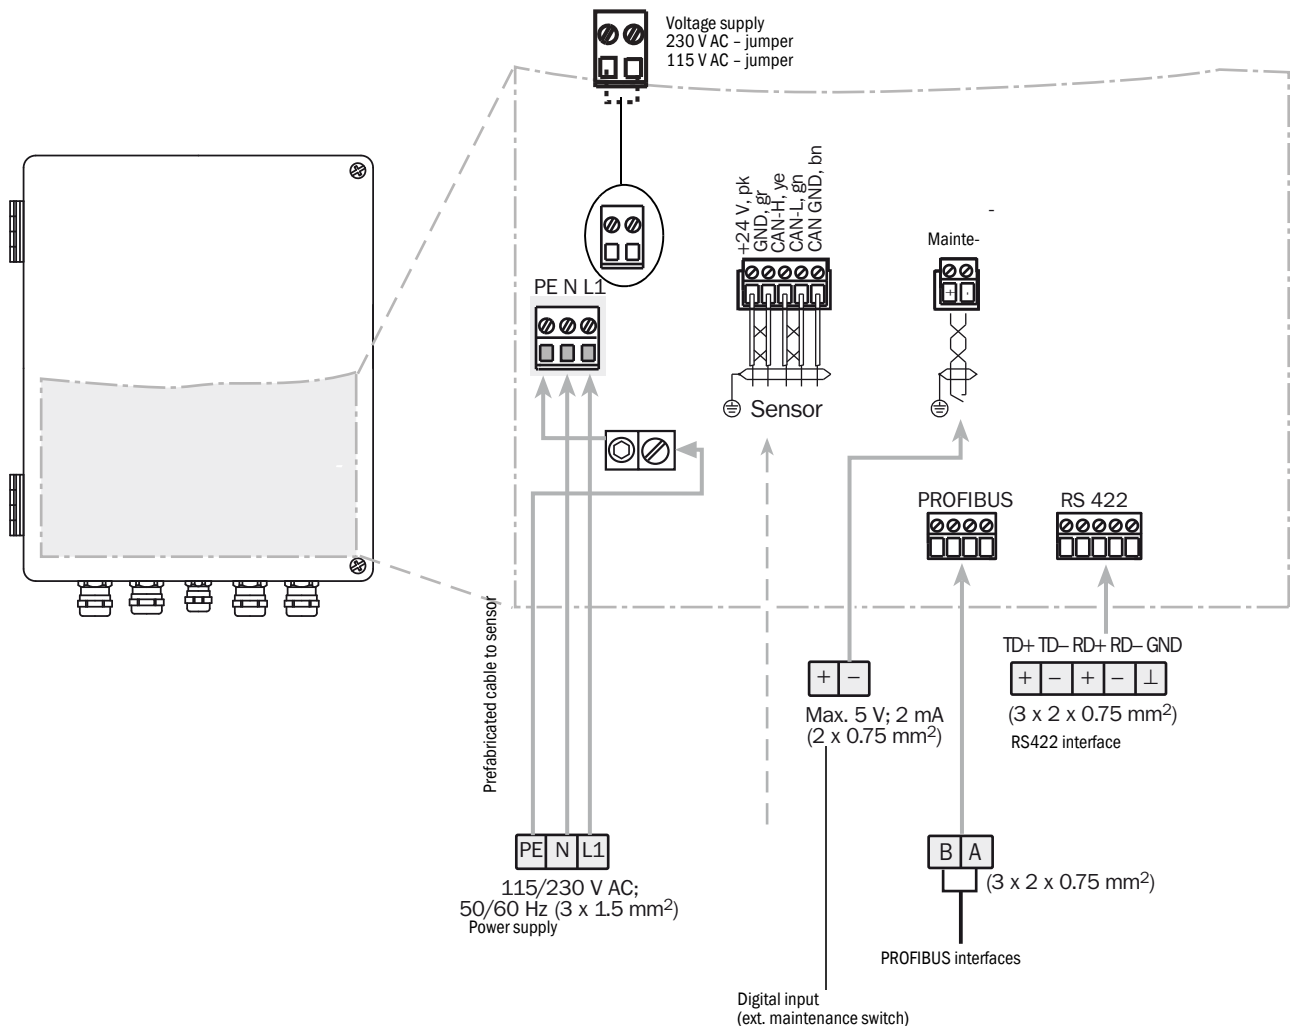 Voltage supply
230 V AC – jumper
115 V AC – jumper
+24 V, pk
GND, gr
CAN-H, ye
CAN-L, gn
CAN GND, bn
-
Mainte-
+ -
PE N L1
Sensor
PROFIBUS
RS 422
Prefabricated cable to sensor
TD+ TD– RD+ RD– GND
+ – + – ⊥
(3 x 2 x 0.75 mm²)
RS422 interface
+ –
Max. 5 V; 2 mA
(2 x 0.75 mm²)
PE N L1
115/230 V AC;
50/60 Hz (3 x 1.5 mm²)
Power supply
B A
(3 x 2 x 0.75 mm²)
PROFIBUS interfaces
Digital input
(ext. maintenance switch)